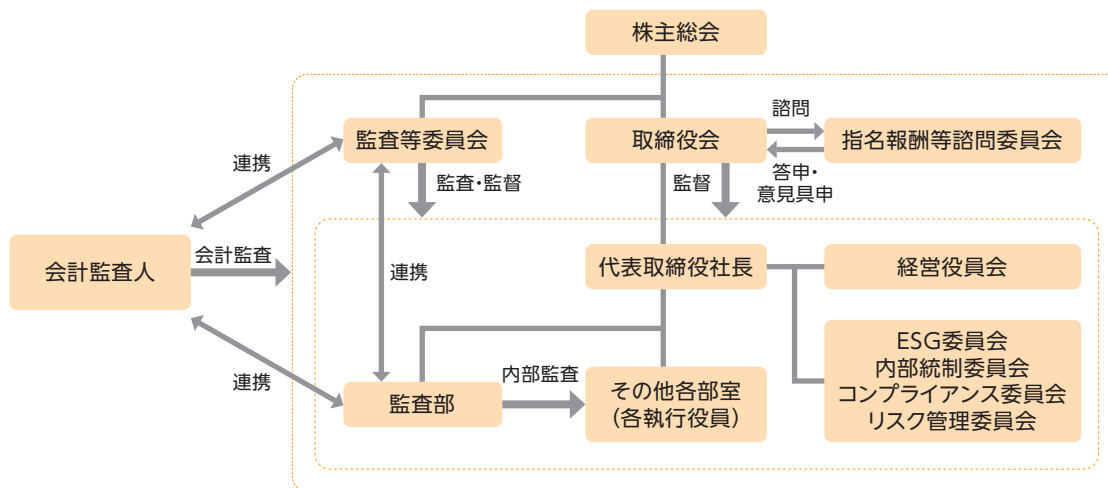 株主総会
監査等委員会
取締役会
諮問
指名報酬等諮問委員会
答申・
意見具申
連携
監査・監督
監督
会計監査人
会計監査
連携
代表取締役社長
経営役員会
ESG委員会
内部統制委員会
コンプライアンス委員会
リスク管理委員会
連携
監査部
内部監査
その他各部室
(各執行役員)